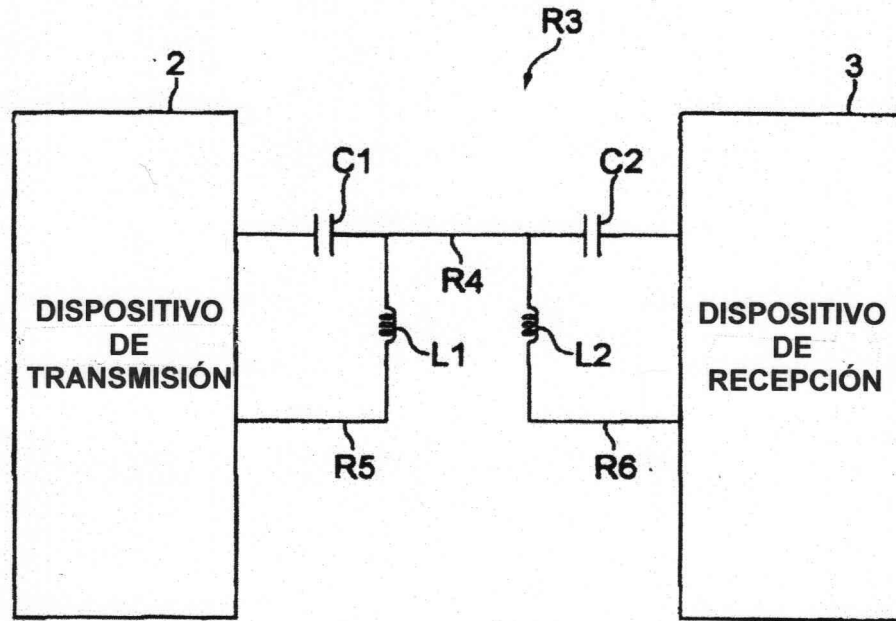 R3
2
3
C1
C2
R4
DISPOSITIVO
DE
TRANSMISIÓN
L1
L2
DISPOSITIVO
DE
RECEPCIÓN
R5
R6